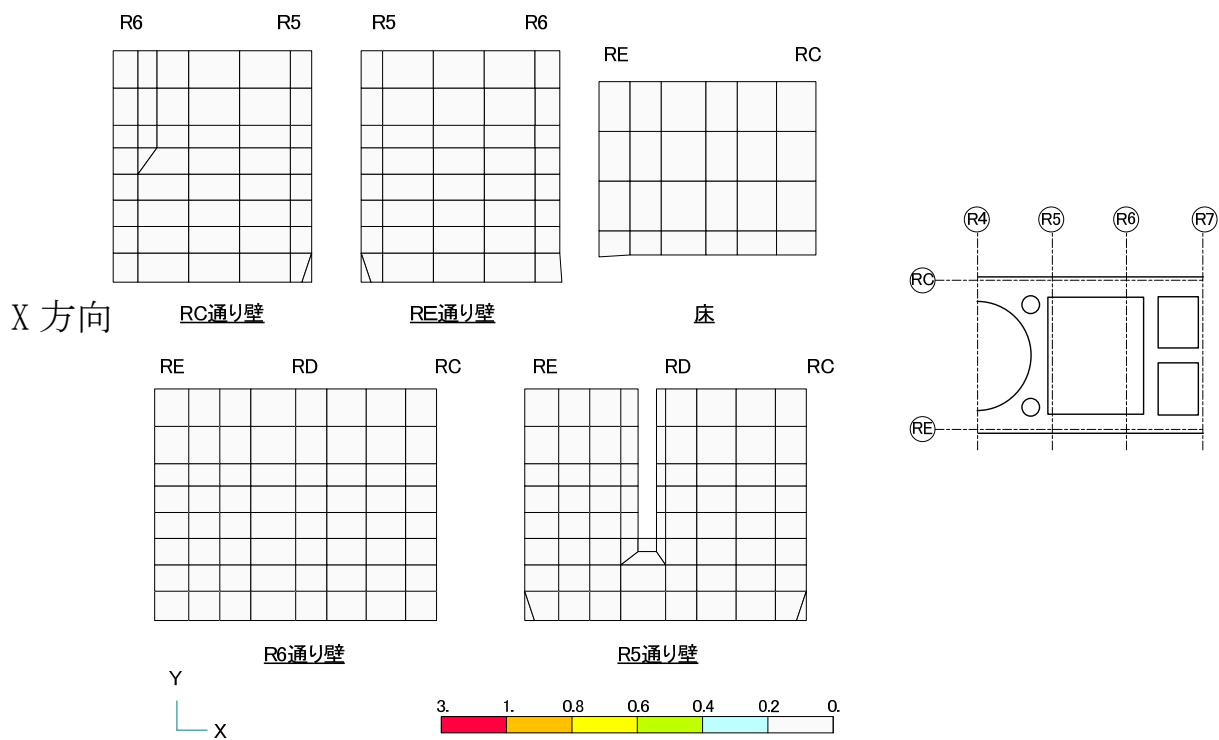 R6 R5
R5 R6
RE RC
X 方向
RC通り壁
RE通り壁
床
R4 R5 R6 R7
RC
RE
RE RD RC
RE RD RC
R6通り壁
R5通り壁
Y
X
3. 1. 0.8 0.6 0.4 0.2 0.